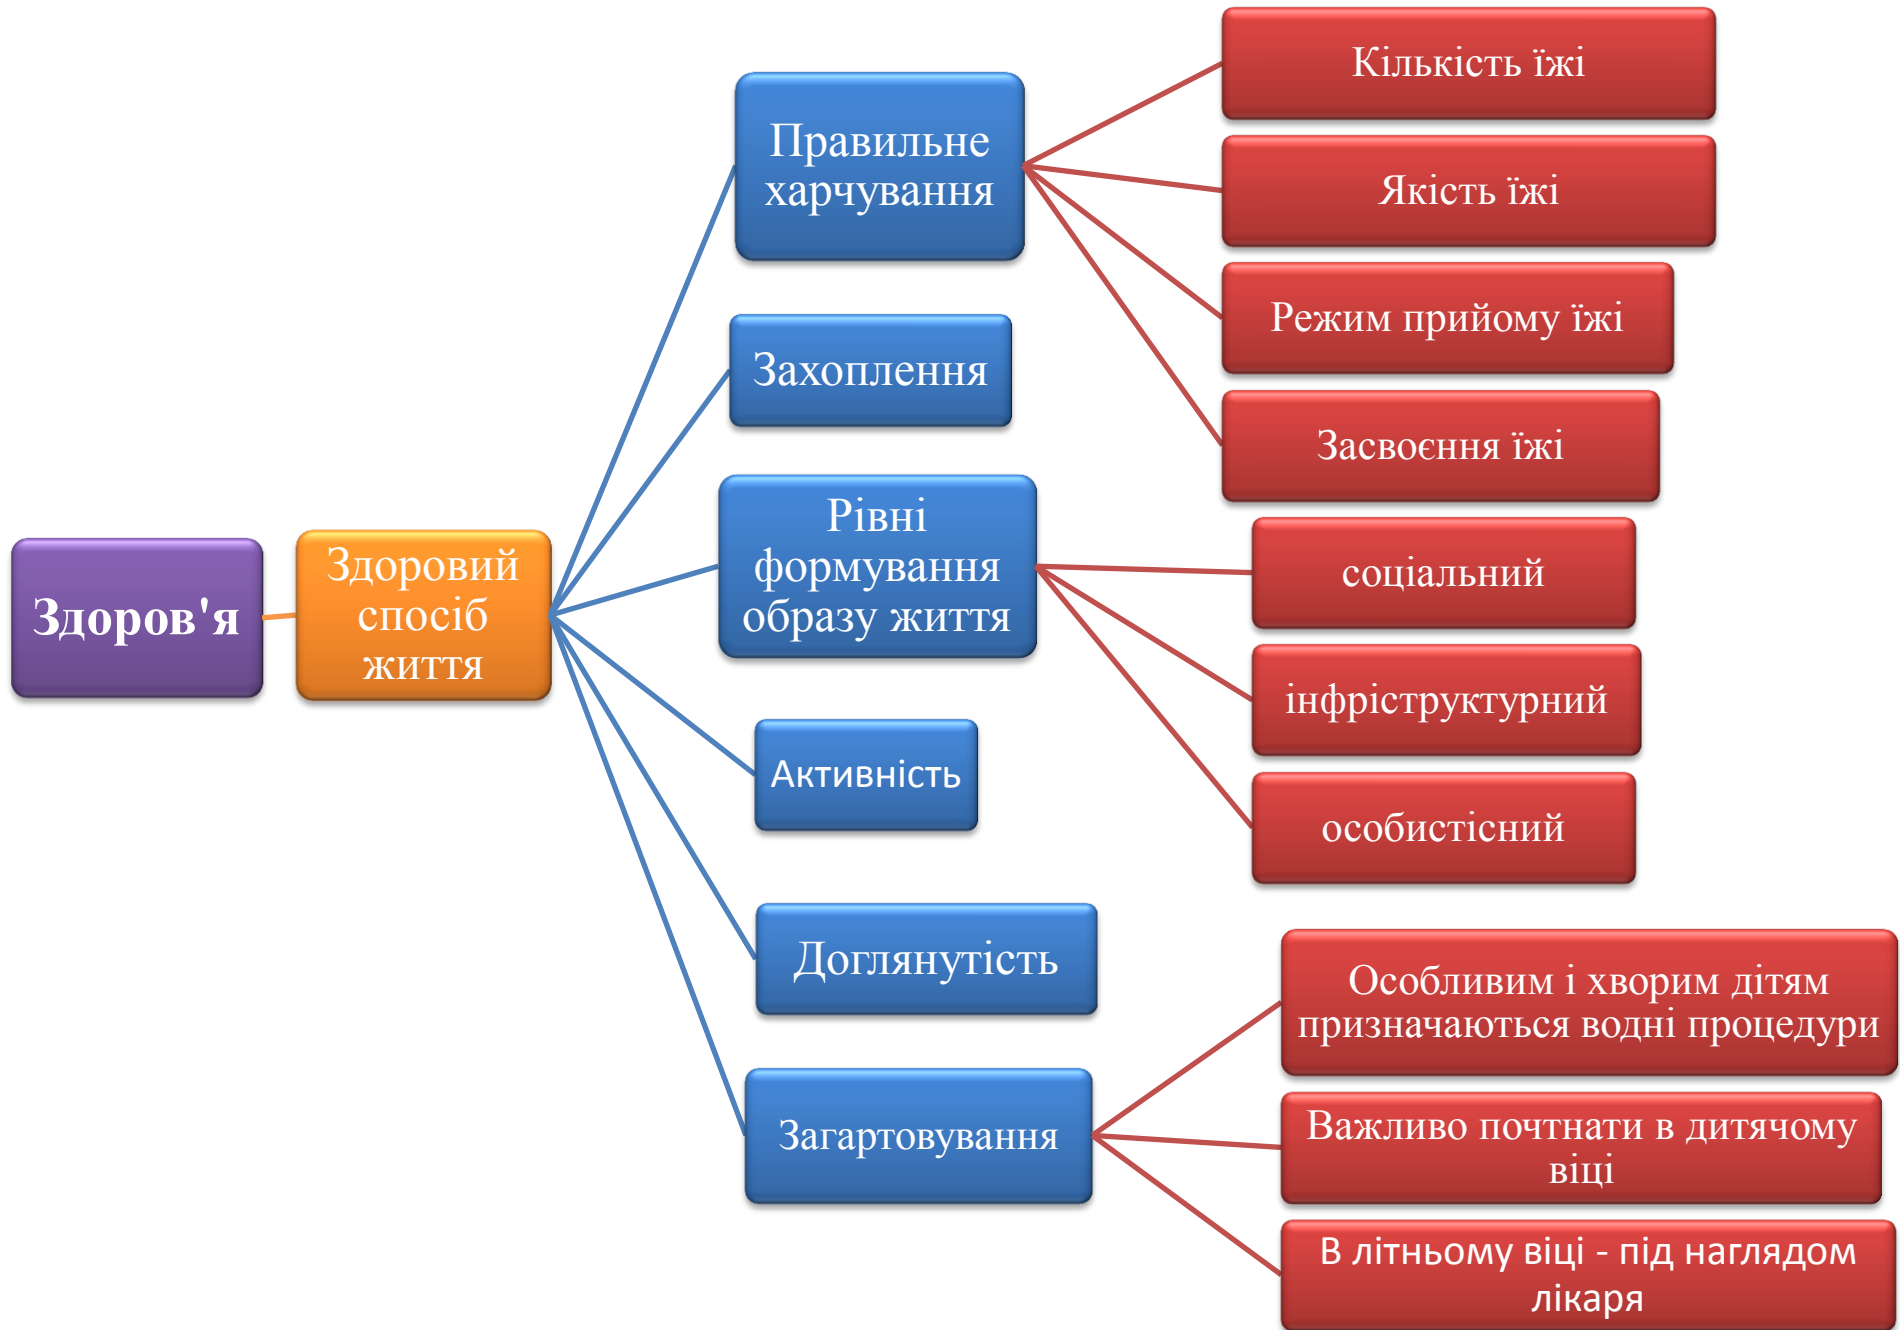 Здоров'я
Здоровий
спосіб
життя
Правильне
харчування
Кількість їжі
Якість їжі
Режим прийому їжі
Засвоєння їжі
Захоплення
Рівні
формування
образу життя
соціальний
інфріструктурний
особистісний
Активність
Доглянутість
Загартовування
Особливим і хворим дітям
призначаються водні процедури
Важливо почтнати в дитячому
віці
В літньому віці - під наглядом
лікаря